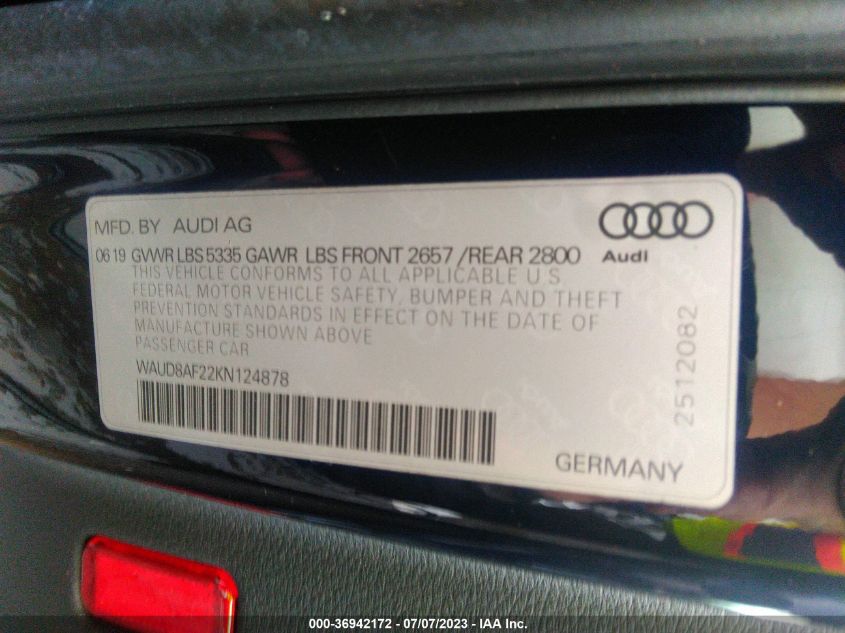 MFD. BY AUDI AG
06 19 GVWR LBS 5335 GAWR LBS FRONT 2657 /REAR 2800
Audi
THIS VEHICLE CONFORMS TO ALL APPLICABLE U S
FEDERAL MOTOR VEHICLE SAFETY, BUMPER AND THEFT
PREVENTION STANDARDS IN EFFECT ON THE DATE OF
MANUFACTURE SHOWN ABOVE
PASSENGER CAR
WAUD8AF22KN124878
2512082
GERMANY
000-36942172 - 07/07/2023 - IAA Inc.